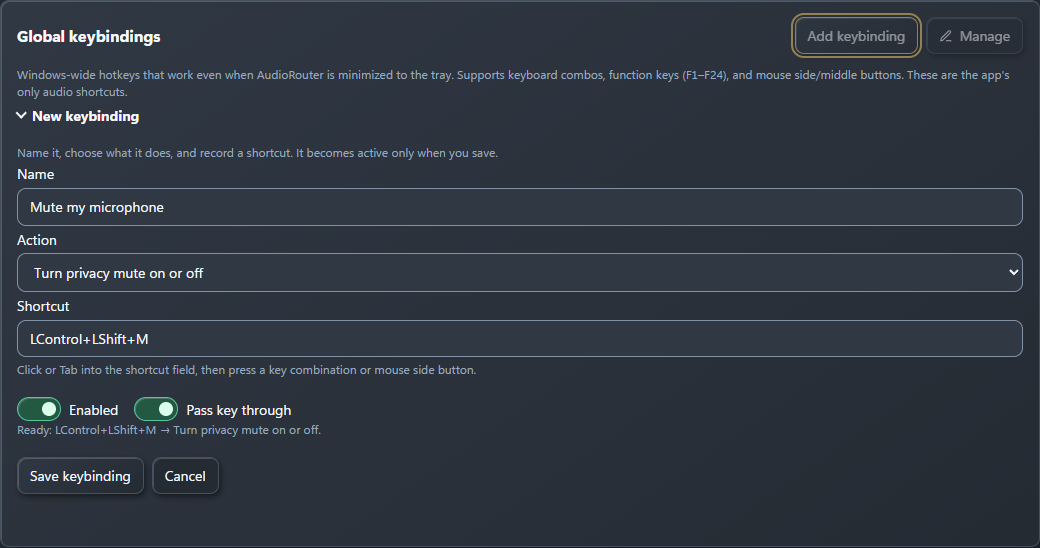 Global keybindings
Add keybinding
Manage
Windows-wide hotkeys that work even when AudioRouter is minimized to the tray. Supports keyboard combos, function keys (F1–F24), and mouse side/middle buttons. These are the app's
only audio shortcuts.
New keybinding
Name it, choose what it does, and record a shortcut. It becomes active only when you save.
Name
Mute my microphone
Action
Turn privacy mute on or off
Shortcut
LControl+LShift+M
Click or Tab into the shortcut field, then press a key combination or mouse side button.
Enabled
Pass key through
Ready: LControl+LShift+M → Turn privacy mute on or off.
Save keybinding
Cancel